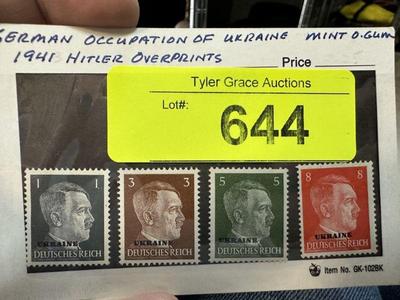 GERMAN OCCUPATION OF UKRAINE MINT O.GUM
1941 HITLER OVERPRINTS
Price
Tyler Grace Auctions
Lot#:
644
1 1
3 3
5 5
8 8
UKRAINE UKRAINE UKRAINE UKRAINE
DEUTSCHES REICH DEUTSCHES REICH DEUTSCHES REICH DEUTSCHES REICH
Item No. GK-102BK